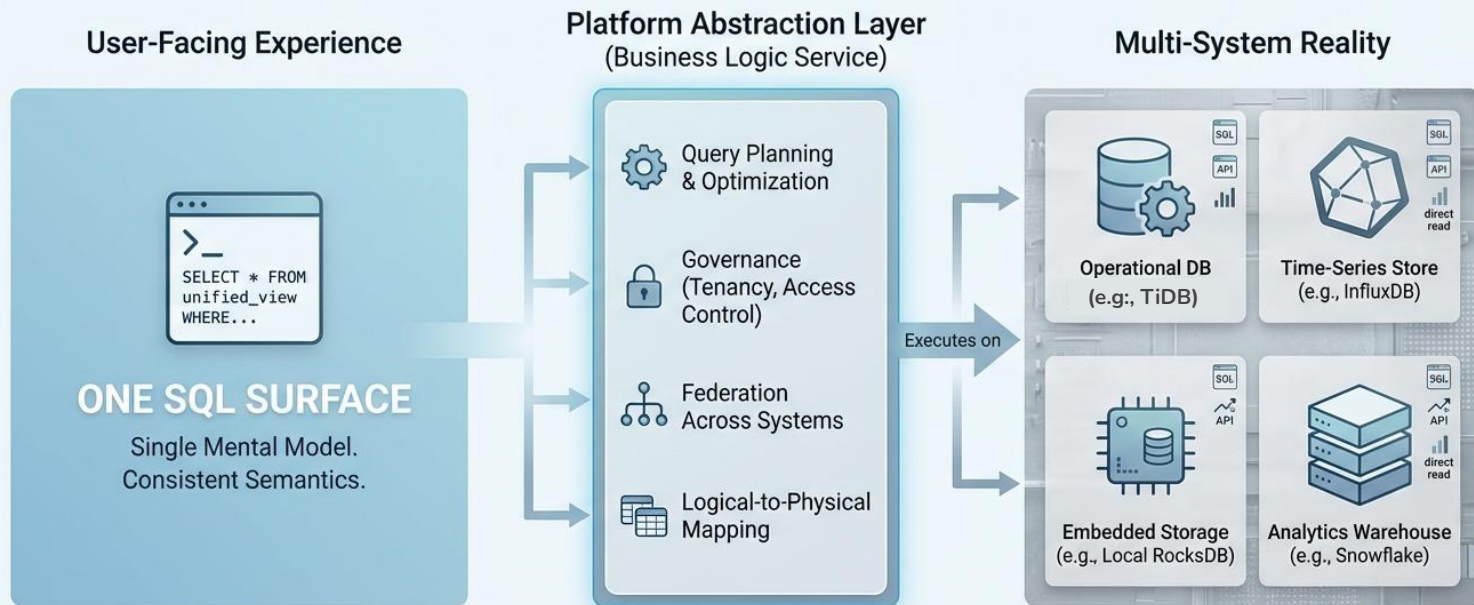 User-Facing Experience
>_
SELECT * FROM
unified_view
WHERE...
ONE SQL SURFACE
Single Mental Model.
Consistent Semantics.
Platform Abstraction Layer
(Business Logic Service)
Query Planning
& Optimization
Governance
(Tenancy, Access
Control)
Federation
Across Systems
Logical-to-Physical
Mapping
Executes on
Multi-System Reality
SQL
API
Operational DB
(e.g:, TiDB)
SQL
API
direct
read
Time-Series Store
(e.g., InfluxDB)
SQL
API
Embedded Storage
(e.g., Local RocksDB)
SQL
API
direct
read
Analytics Warehouse
(e.g., Snowflake)